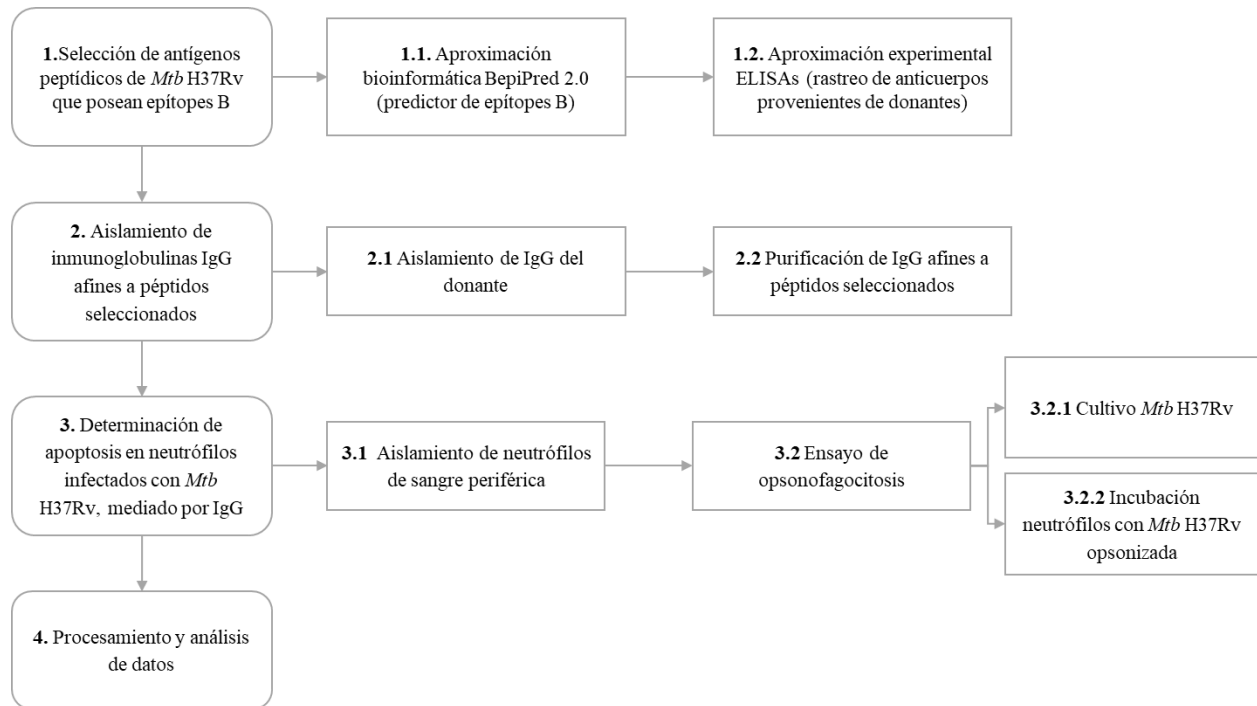 1.Selección de antígenos
peptídicos de Mtb H37Rv
que posean epítopes B
1.1. Aproximación
bioinformática BepiPred 2.0
(predictor de epítopes B)
1.2. Aproximación experimental
ELISAs (rastreo de anticuerpos
provenientes de donantes)
2. Aislamiento de
inmunoglobulinas IgG
afines a péptidos
seleccionados
2.1 Aislamiento de IgG del
donante
2.2 Purificación de IgG afines a
péptidos seleccionados
3. Determinación de
apoptosis en neutrófilos
infectados con Mtb
H37Rv, mediado por IgG
3.1 Aislamiento de neutrófilos
de sangre periférica
3.2 Ensayo de
opsonofagocitosis
3.2.1 Cultivo Mtb H37Rv
3.2.2 Incubación
neutrófilos con Mtb H37Rv
opsonizada
4. Procesamiento y análisis
de datos